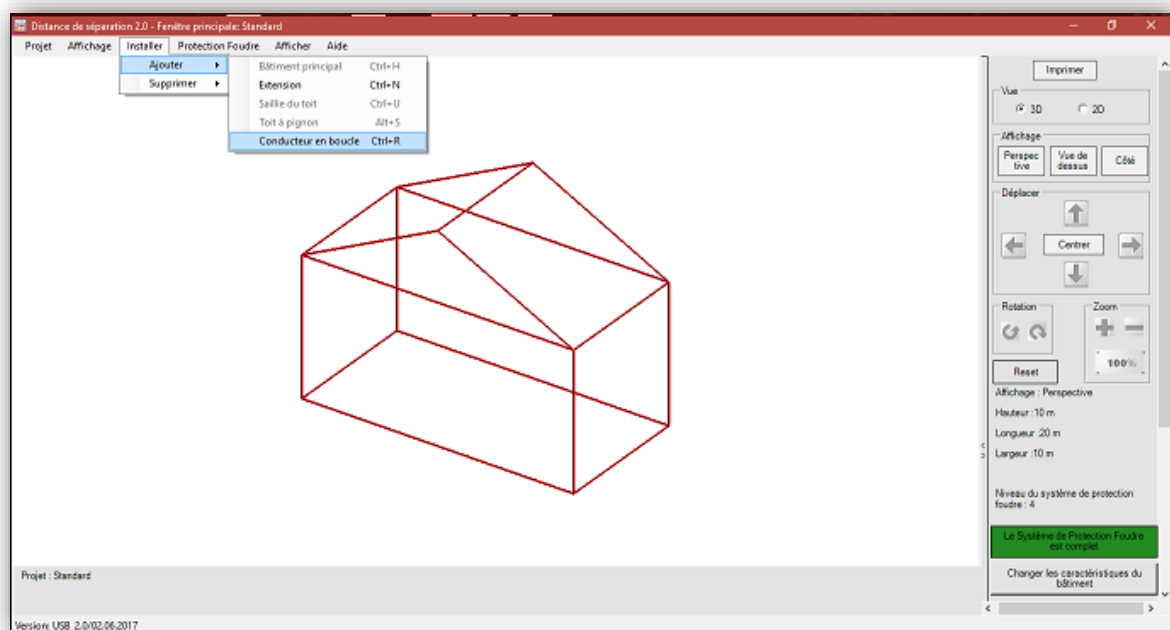 Distance de séparation 2.0 - Fenêtre principale: Standard
Projet Affichage Installer Protection Foudre Afficher Aide
Ajouter
Supprimer
Bâtiment principal Ctrl+H
Extension Ctrl+N
Saillie du toit Ctrl+U
Toit à pignon Alt+S
Conducteur en boucle Ctrl+R
Imprimer
Vue
3D 2D
Affichage
Perspec
tive
Vue de
dessus
Côté
Déplacer
Centrer
Rotation
Zoom
100%
Reset
Affichage : Perspective
Hauteur :10 m
Longueur :20 m
Largeur :10 m
Niveau du système de protection
foudre : 4
Le Système de Protection Foudre
est complet
Changer les caractéristiques du
bâtiment
Projet : Standard
Version: USB 2.0/02.06.2017